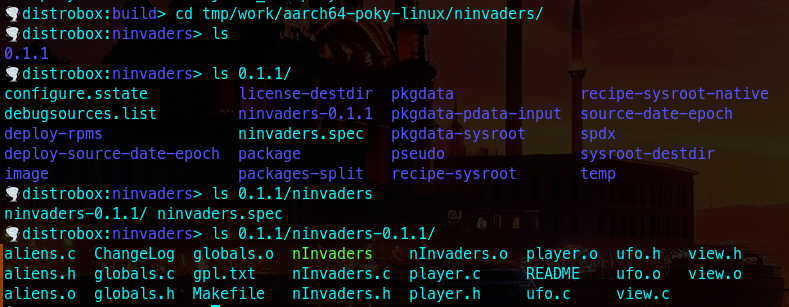 distrobox:build> cd tmp/work/aarch64-poky-linux/ninvaders/
distrobox:ninvaders> ls
0.1.1
distrobox:ninvaders> ls 0.1.1/
configure.sstate license-destdir pkgdata recipe-sysroot-native
debugsources.list ninvaders-0.1.1 pkgdata-pdata-input source-date-epoch
deploy-rpms ninvaders.spec pkgdata-sysroot spdx
deploy-source-date-epoch package pseudo sysroot-destdir
image packages-split recipe-sysroot temp
distrobox:ninvaders> ls 0.1.1/ninvaders
ninvaders-0.1.1/ ninvaders.spec
distrobox:ninvaders> ls 0.1.1/ninvaders-0.1.1/
aliens.c ChangeLog globals.o nInvaders nInvaders.o player.o ufo.h view.h
aliens.h globals.c gpl.txt nInvaders.c player.c README ufo.o view.o
aliens.o globals.h Makefile nInvaders.h player.h ufo.c view.c